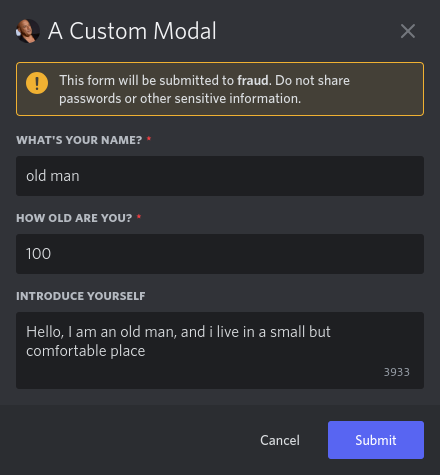 A Custom Modal
This form will be submitted to fraud. Do not share
passwords or other sensitive information.
WHAT'S YOUR NAME? *
old man
HOW OLD ARE YOU? *
100
INTRODUCE YOURSELF
Hello, I am an old man, and i live in a small but
comfortable place
3933
Cancel Submit